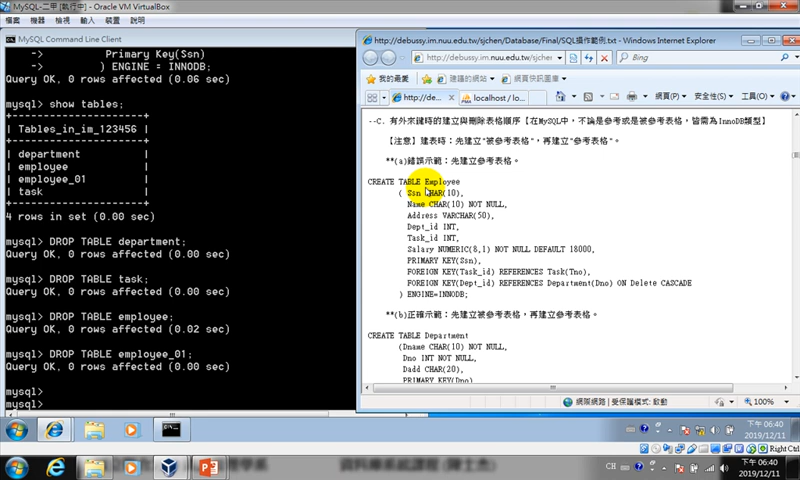 MySQL-二甲 [執行中] - Oracle VM VirtualBox
檔案 機器 檢視 輸入 裝置 說明
MySQL Command Line Client
-> Primary Key(Ssn)
-> ) ENGINE = INNODB;
Query OK, 0 rows affected (0.06 sec)
mysql> show tables;
+---------------------+
| Tables_in_im_123456 |
+---------------------+
| department |
| employee |
| employee_01 |
| task |
+---------------------+
4 rows in set (0.00 sec)
mysql> DROP TABLE department;
Query OK, 0 rows affected (0.00 sec)
mysql> DROP TABLE task;
Query OK, 0 rows affected (0.00 sec)
mysql> DROP TABLE employee;
Query OK, 0 rows affected (0.02 sec)
mysql> DROP TABLE employee_01;
Query OK, 0 rows affected (0.00 sec)
mysql>
mysql>
http://debussy.im.nuu.edu.tw/sjchen/Database/Final/SQL操作範例.txt - Windows Internet Explorer
http://debussy.im.nuu.edu.tw/sjchen/D
Bing
我的最愛 建議的網站 網頁快訊圖庫
http://de... localhost / lo... 網頁(P) 安全性(S) 工具(O)
--C. 有外來鍵時的建立與刪除表格順序【在MySQL中，不論是參考或是被參考表格，皆需為InnoDB類型】
【注意】建表時：先建立"被參考表格"，再建立"參考表格"。
**(a)錯誤示範：先建立參考表格。
CREATE TABLE Employee
( Ssn CHAR(10),
Name CHAR(10) NOT NULL,
Address VARCHAR(50),
Dept_id INT,
Task_id INT,
Salary NUMERIC(8,1) NOT NULL DEFAULT 18000,
PRIMARY KEY(Ssn),
FOREIGN KEY(Task_id) REFERENCES Task(Tno),
FOREIGN KEY(Dept_id) REFERENCES Department(Dno) ON Delete CASCADE
) ENGINE=INNODB;
**(b)正確示範：先建立被參考表格，再建立參考表格。
CREATE TABLE Department
(Dname CHAR(10) NOT NULL,
Dno INT NOT NULL,
Dadd CHAR(20),
PRIMARY KEY(Dno)
網際網路 | 受保護模式: 啟動 100%
下午 06:40
2019/12/11
Right Ctrl
資料庫系統課程 (陳士杰)
CH
下午 06:40
2019/12/11